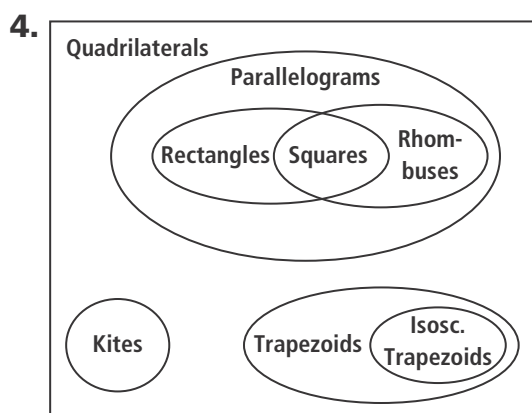 4.
Quadrilaterals
Parallelograms
Rectangles
Squares
Rhom-
buses
Kites
Trapezoids
Isosc.
Trapezoids